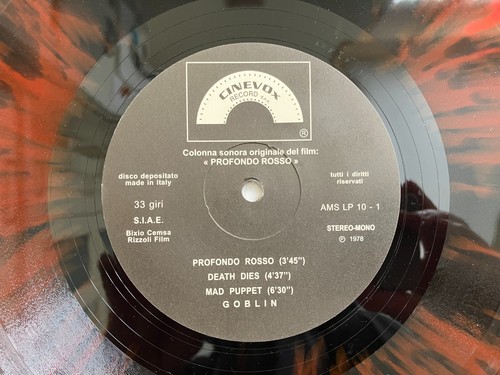 CINEVOX
RECORD
®
Colonna sonora originale del film:
« PROFONDO ROSSO »
disco depositato
made in Italy
tutti i diritti
riservati
33 giri
AMS LP 10 - 1
S.I.A.E.
STEREO-MONO
Ⓟ 1978
Bixio Cemsa
Rizzoli Film
PROFONDO ROSSO (3'45")
DEATH DIES (4'37")
MAD PUPPET (6'30")
GOBLIN